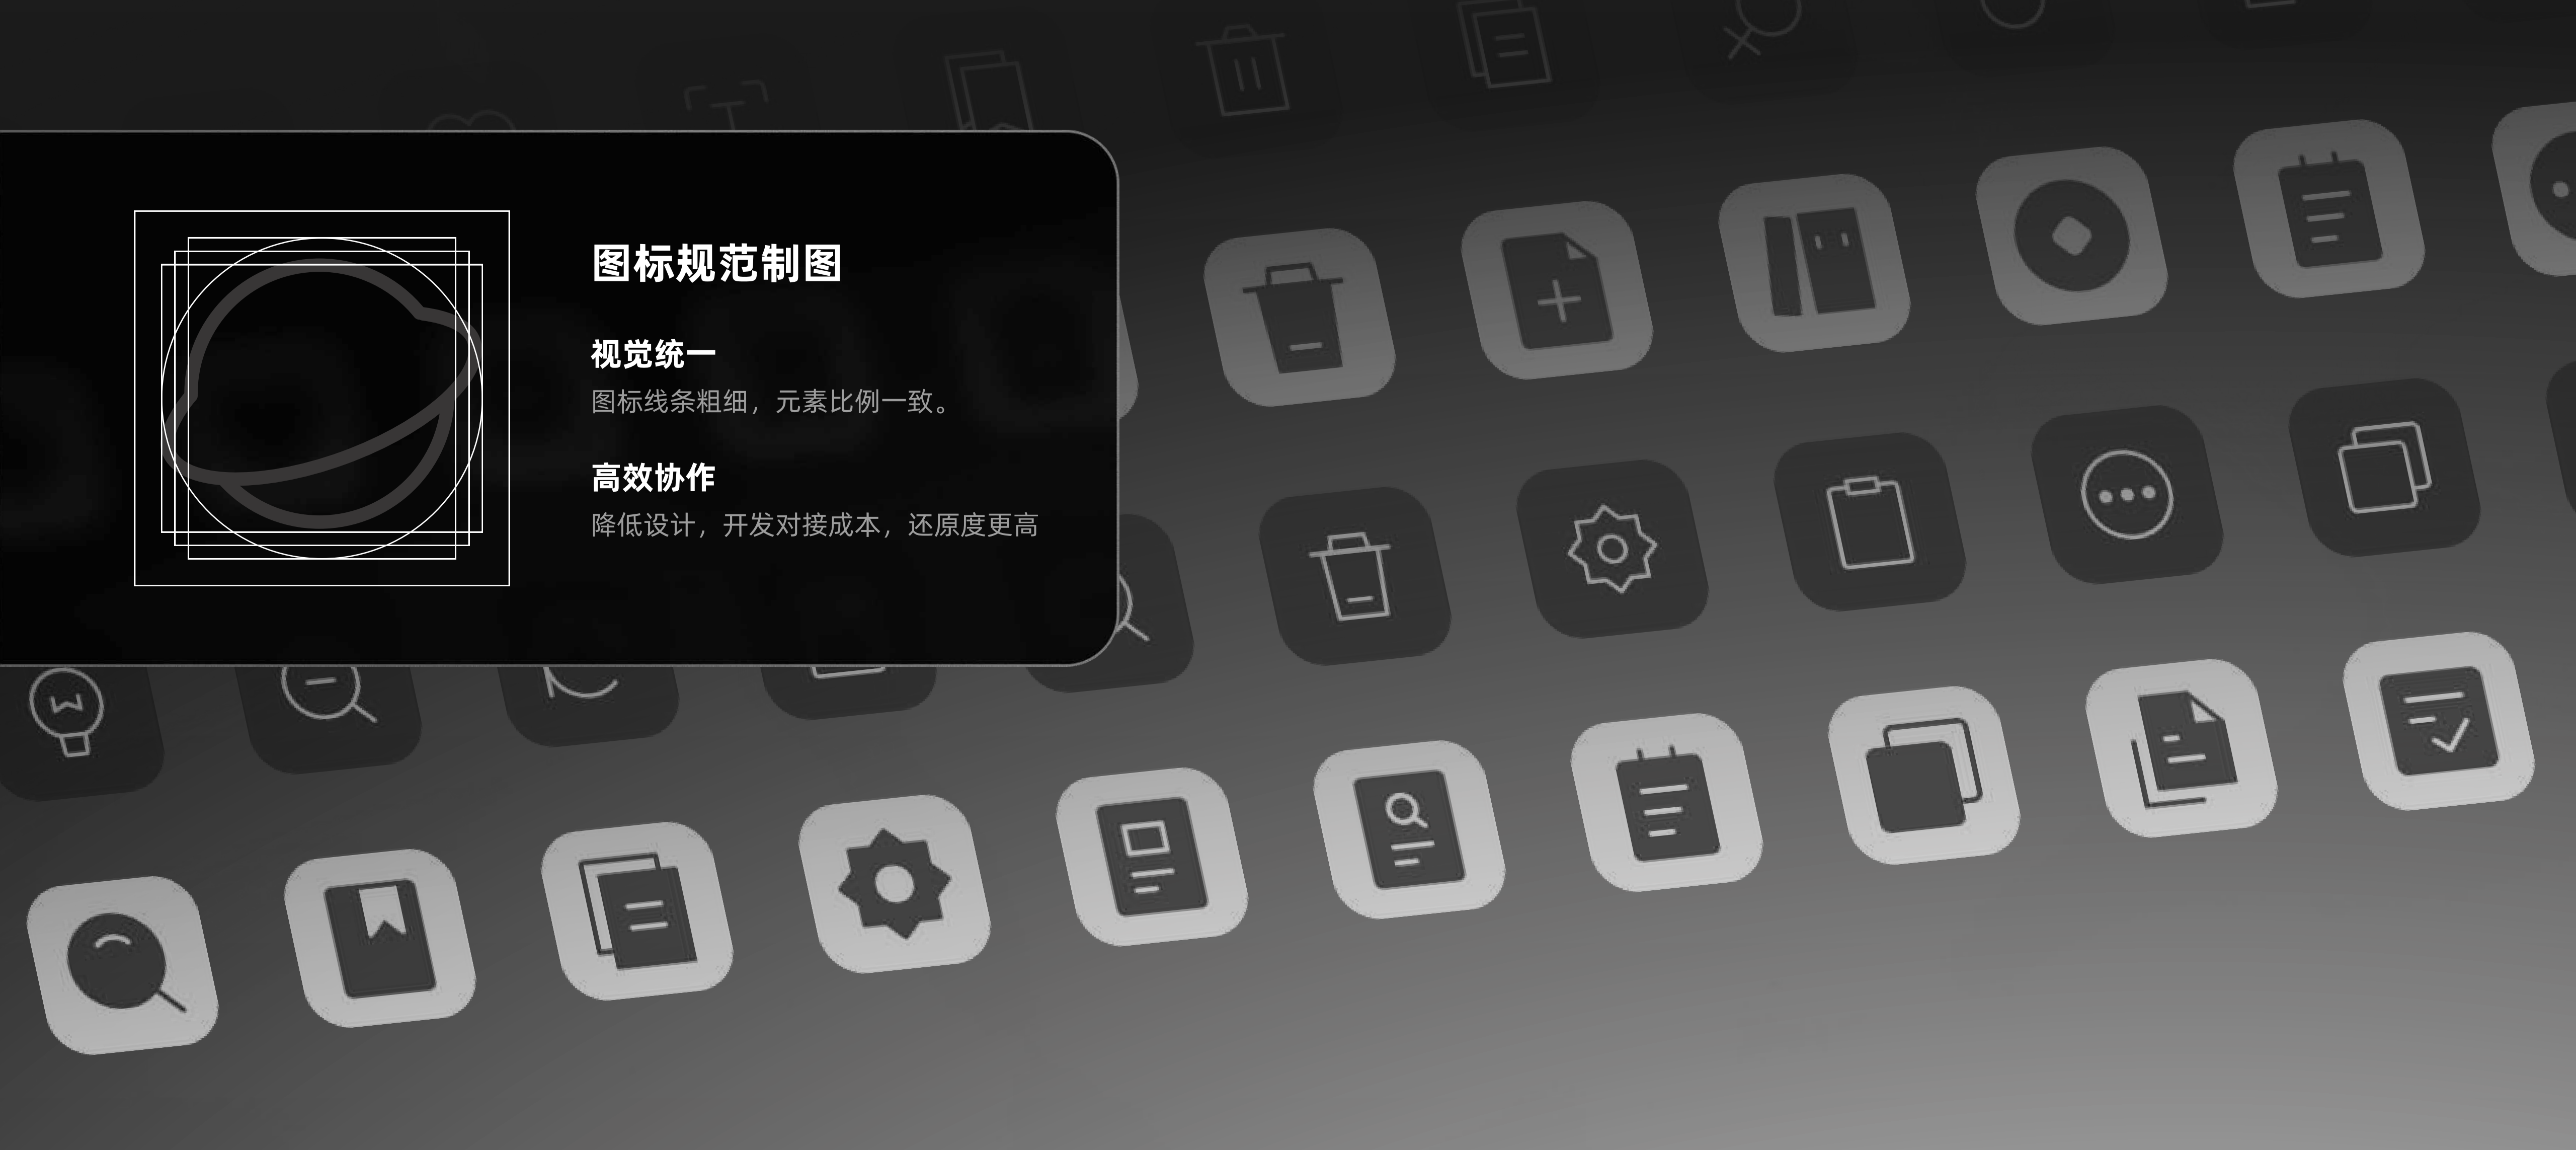 图标规范制图
视觉统一
图标线条粗细，元素比例一致。
高效协作
降低设计，开发对接成本，还原度更高